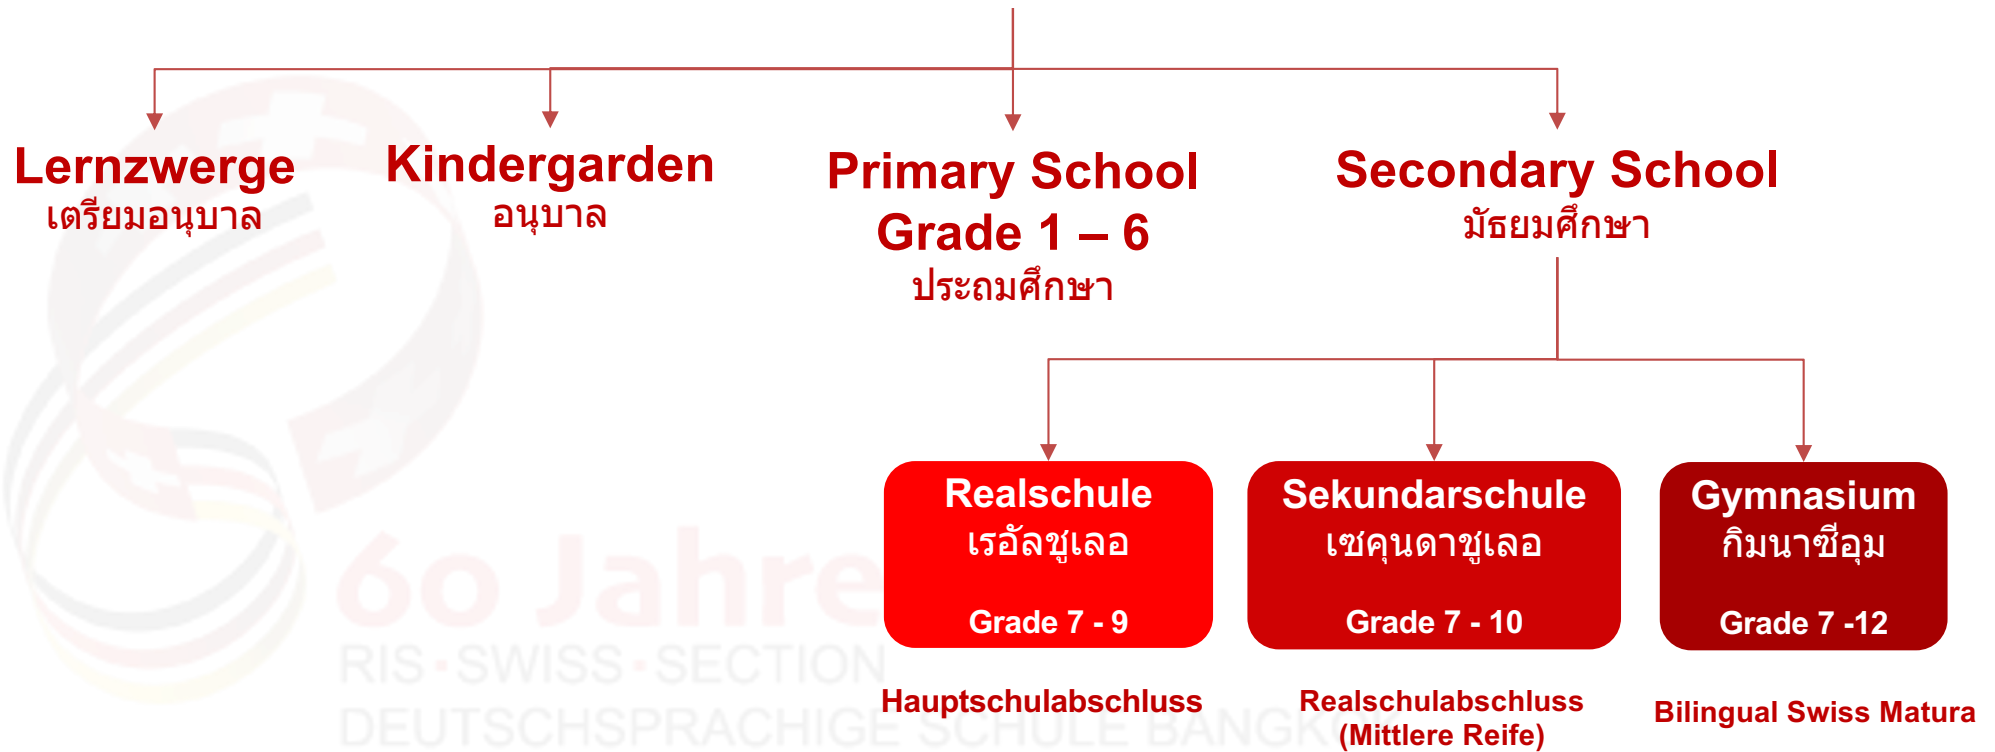 Lernzwerge
เตรียมอนุบาล
Kindergarden
อนุบาล
Primary School
Grade 1 – 6
ประถมศึกษา
Secondary School
มัธยมศึกษา
Realschule
เรอัลชูเลอ
Grade 7 - 9
Hauptschulabschluss
Sekundarschule
เซคุนดาชูเลอ
Grade 7 - 10
Realschulabschluss
(Mittlere Reife)
Gymnasium
กิมนาซีอุม
Grade 7 -12
Bilingual Swiss Matura
60 Jahre
RIS·SWISS·SECTION
DEUTSCHSPRACHIGE SCHULE BANGKOK